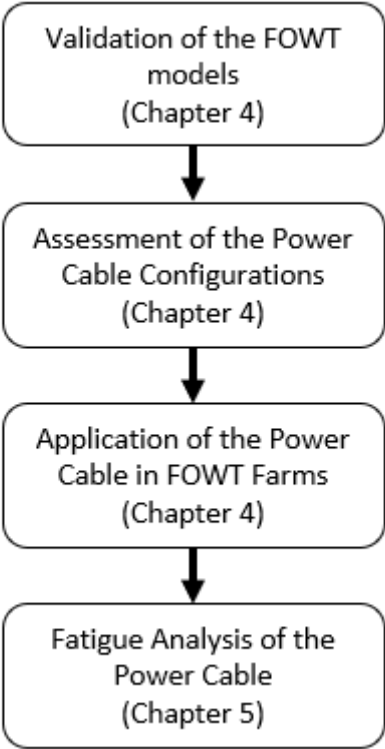 Validation of the FOWT
models
(Chapter 4)
Assessment of the Power
Cable Configurations
(Chapter 4)
Application of the Power
Cable in FOWT Farms
(Chapter 4)
Fatigue Analysis of the
Power Cable
(Chapter 5)